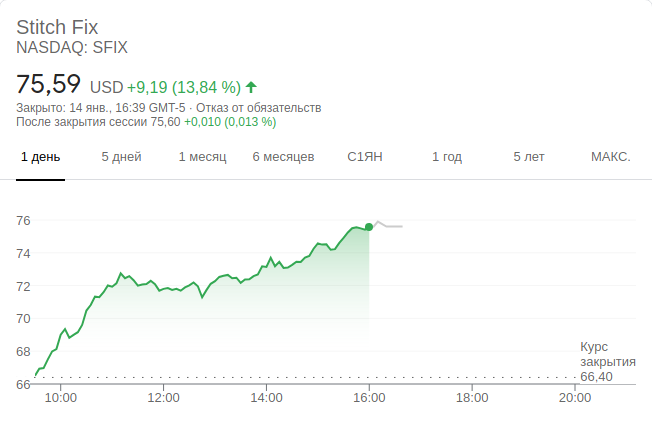 Stitch Fix
NASDAQ: SFIX
75,59 USD +9,19 (13,84 %)
Закрыто: 14 янв., 16:39 GMT-5 · Отказ от обязательств
После закрытия сессии 75,60 +0,010 (0,013 %)
1 день 5 дней 1 месяц 6 месяцев С1ЯН 1 год 5 лет МАКС.
76
74
72
70
68
66
Курс
закрытия
66,40
10:00 12:00 14:00 16:00 18:00 20:00